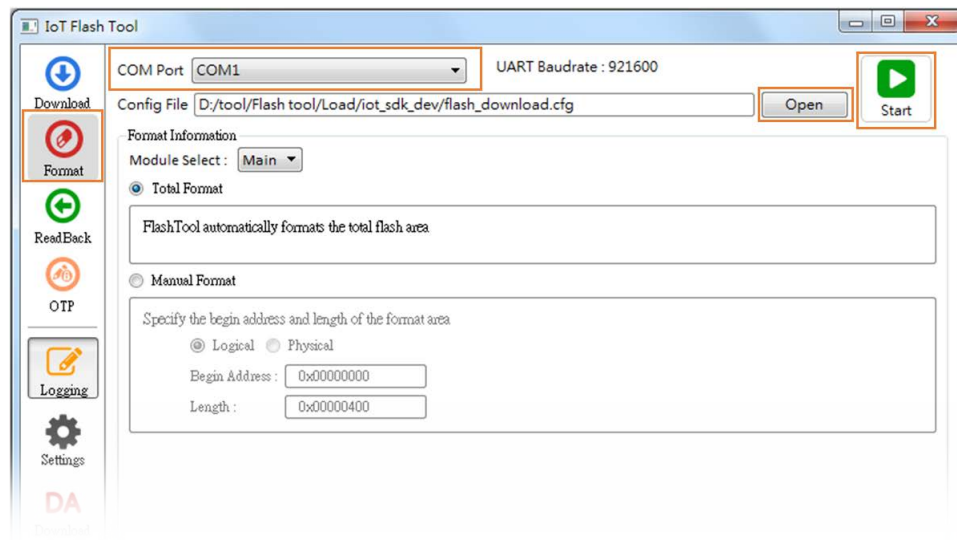 IoT Flash Tool
COM Port COM1 UART Baudrate : 921600
Config File D:/tool/Flash tool/Load/iot_sdk_dev/flash_download.cfg Open
Start
Download
Format
ReadBack
OTP
Logging
Settings
DA
Download
Format Information
Module Select : Main
Total Format
FlashTool automatically formats the total flash area
Manual Format
Specify the begin address and length of the format area
Logical Physical
Begin Address : 0x00000000
Length : 0x00000400